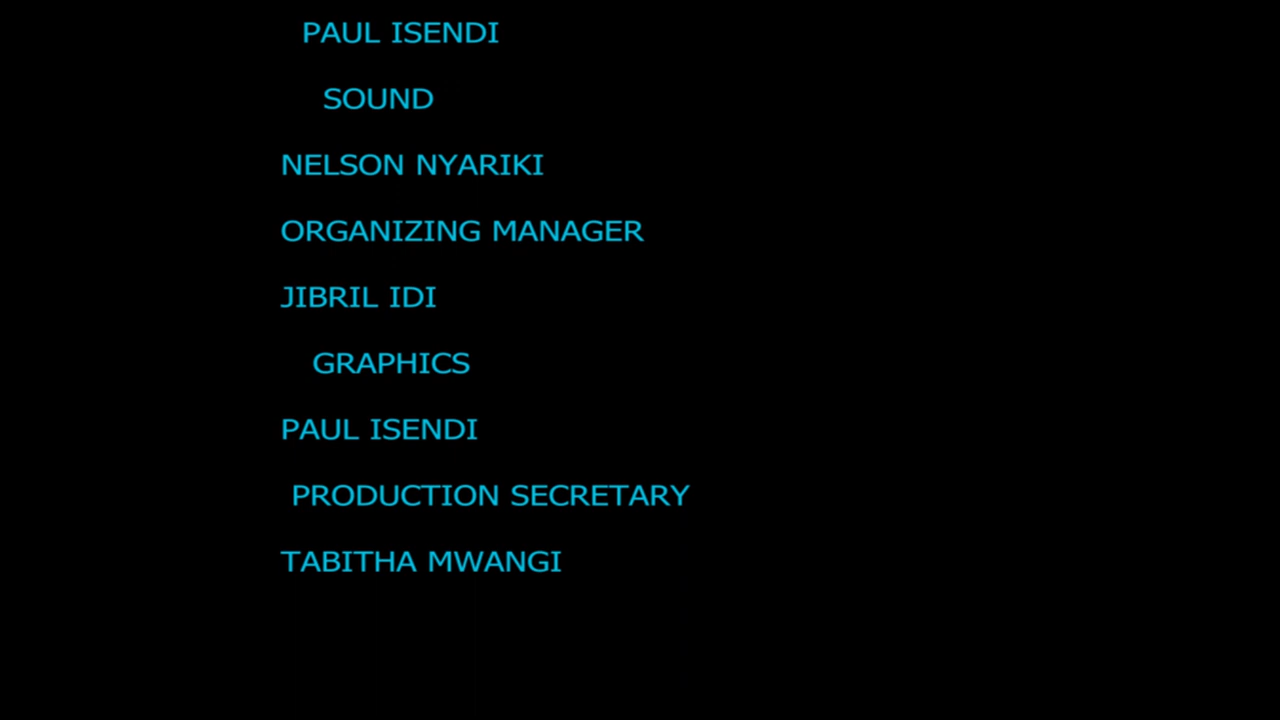 PAUL ISENDI
SOUND
NELSON NYARIKI
ORGANIZING MANAGER
JIBRIL IDI
GRAPHICS
PAUL ISENDI
PRODUCTION SECRETARY
TABITHA MWANGI